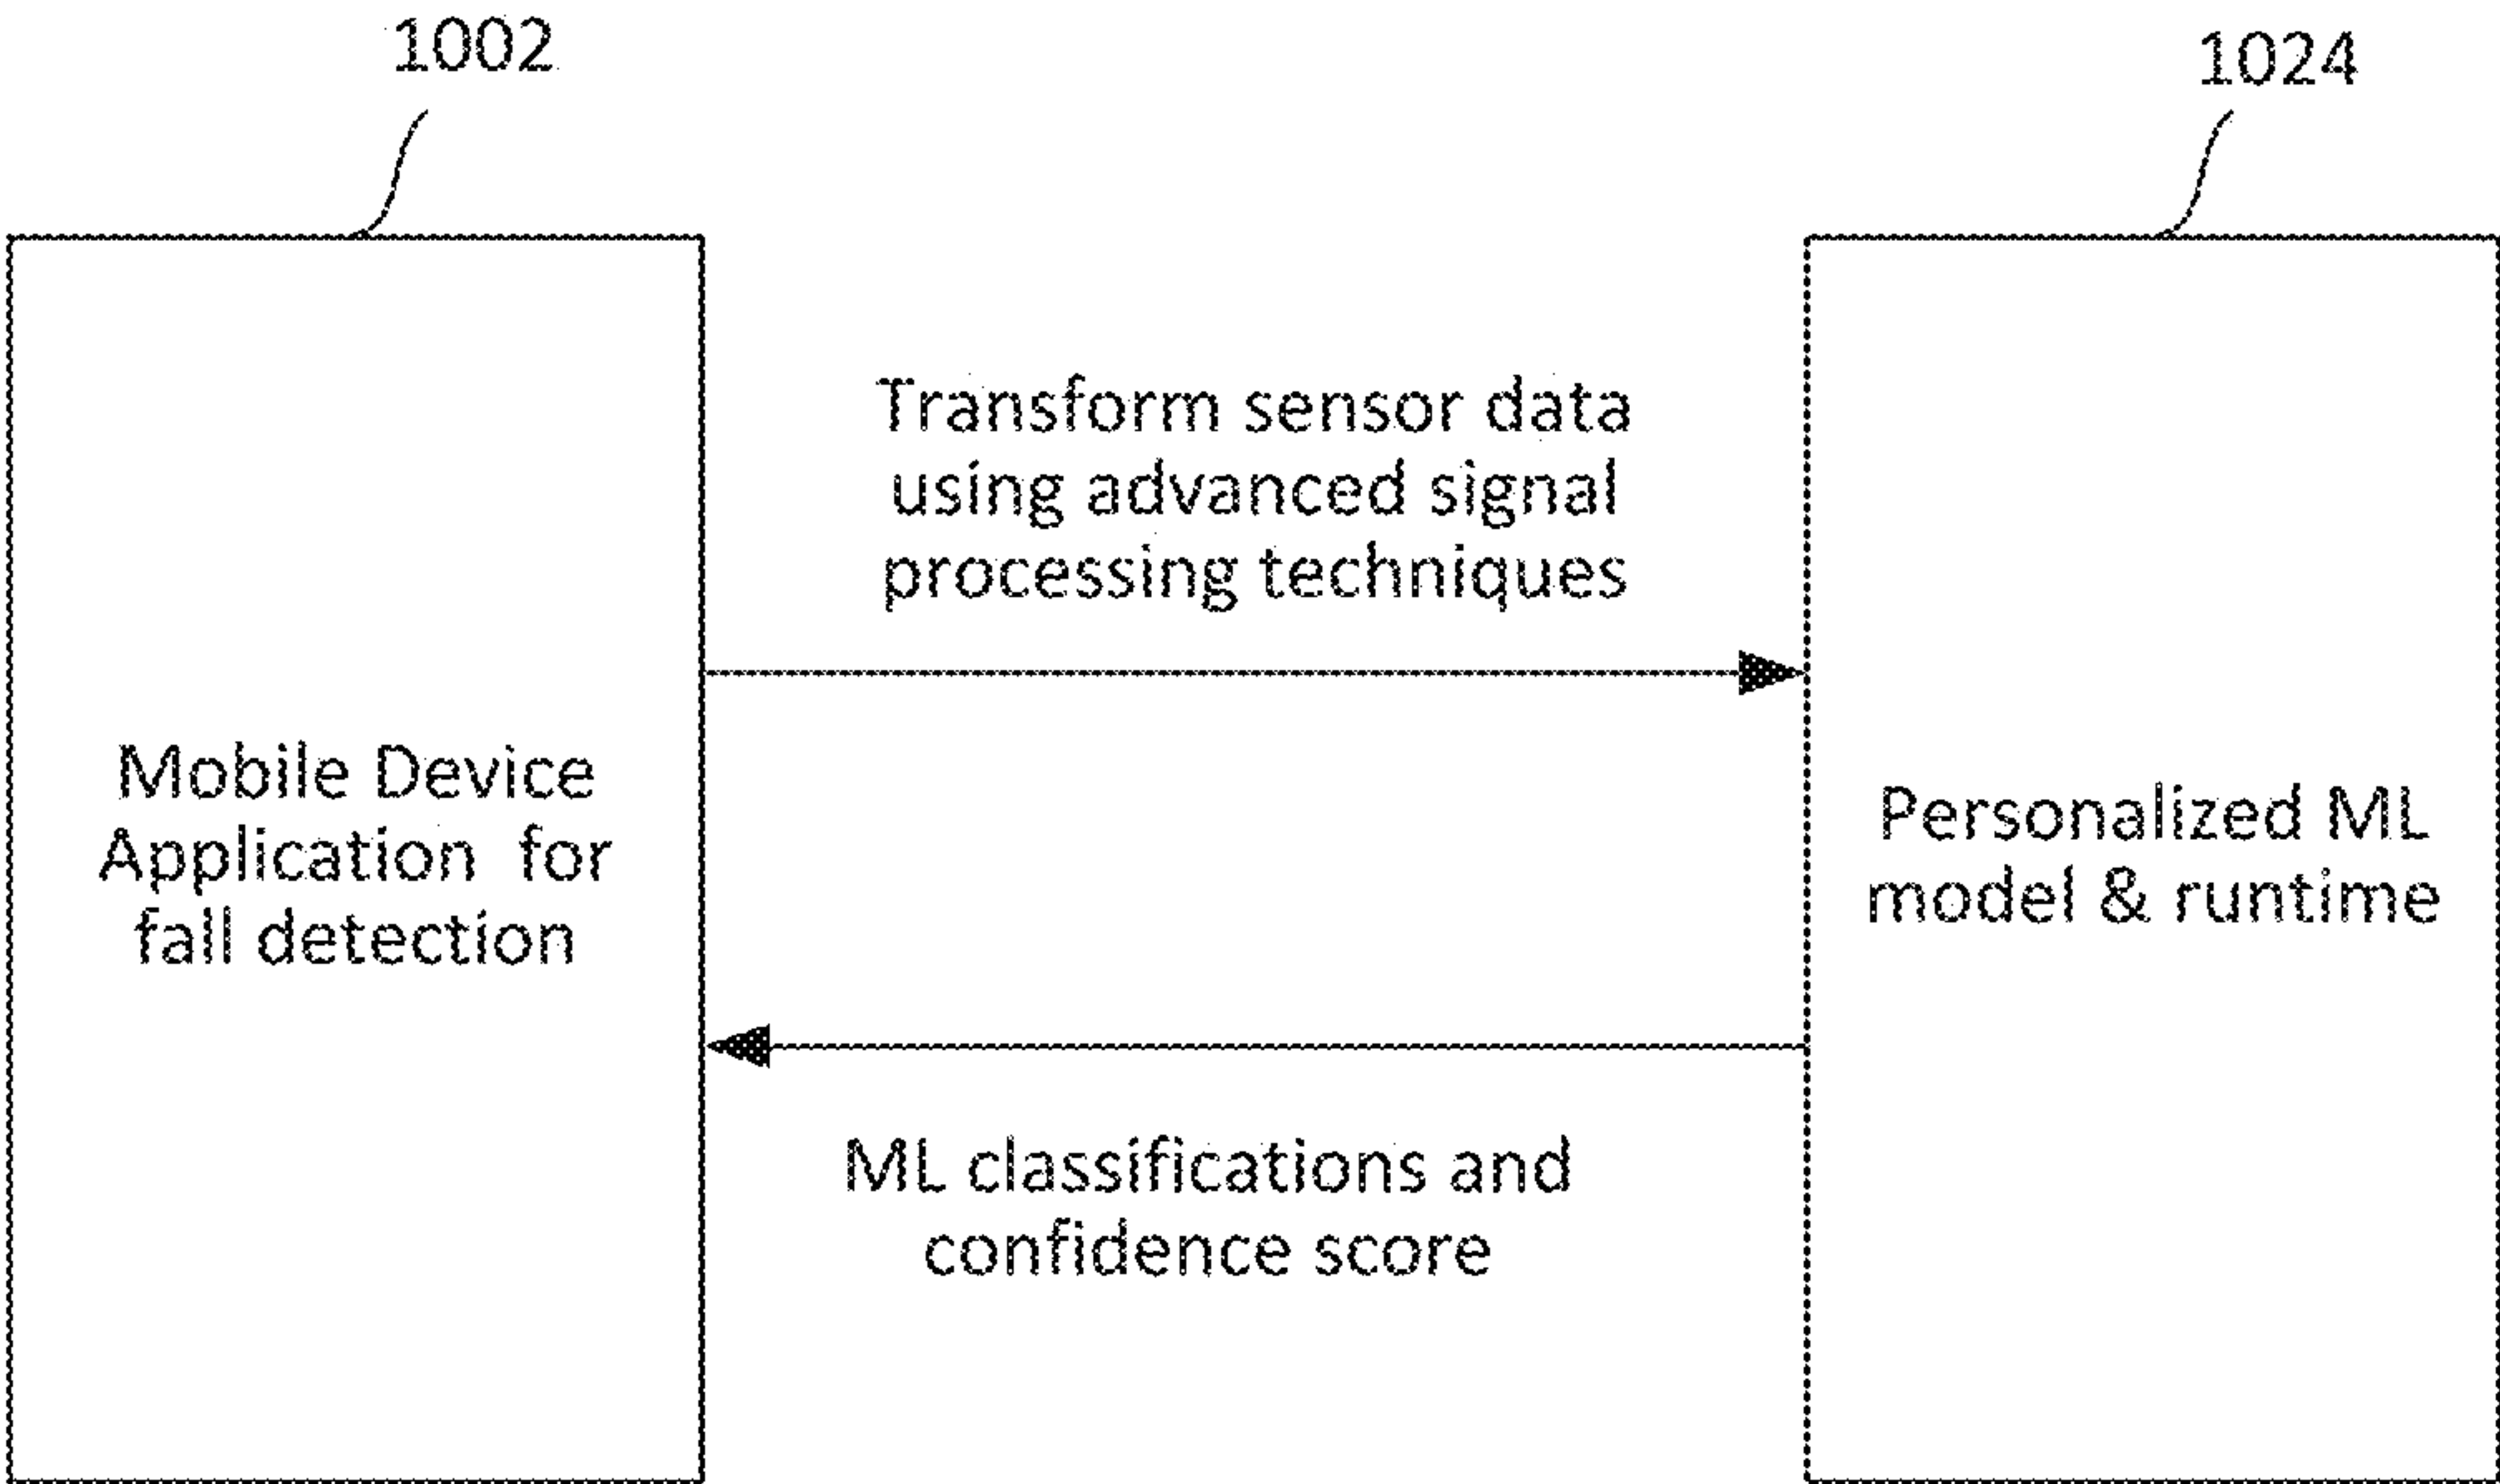 1002
1024
Transform sensor data
using advanced signal
processing techniques
Mobile Device
Application for
fall detection
Personalized ML
model & runtime
ML classifications and
confidence score